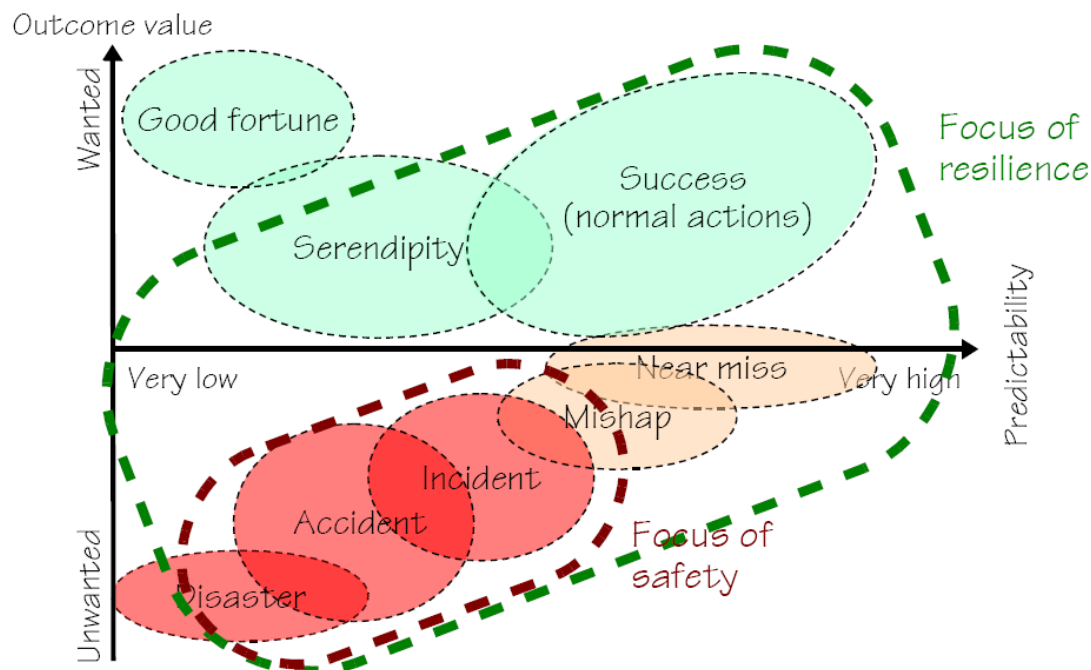 Outcome value
Wanted
Good fortune
Focus of
resilience
Success
(normal actions)
Serendipity
Predictability
Very low
Near miss
Very high
Mishap
Incident
Accident
Focus of
safety
Unwanted
Disaster